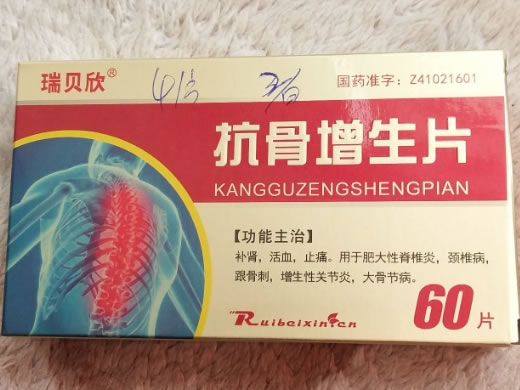 瑞贝欣®
国药准字：Z41021601
抗骨增生片
KANGGUZENGSHENGPIAN
【功能主治】
补肾，活血，止痛。用于肥大性脊椎炎，颈椎病，
跟骨刺，增生性关节炎，大骨节病。
Ruibeixinren
60片